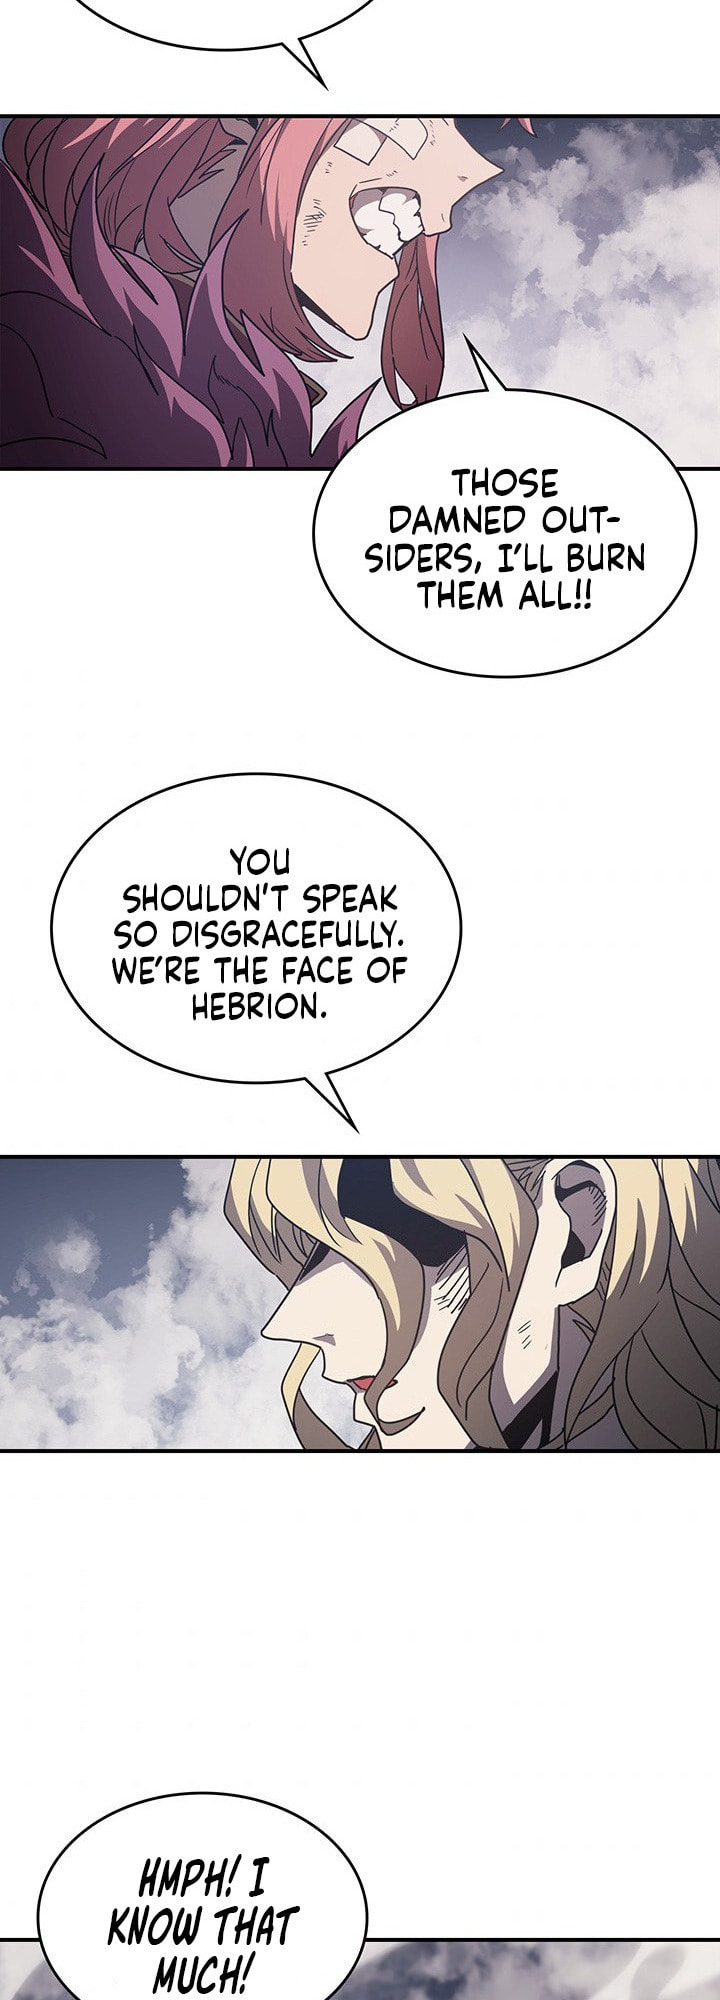 THOSE
DAMNED OUT-
SIDERS, I'LL BURN
THEM ALL!!
YOU
SHOULDN'T SPEAK
SO DISGRACEFULLY.
WE'RE THE FACE OF
HEBRION.
HMPH! I
KNOW THAT
MUCH!